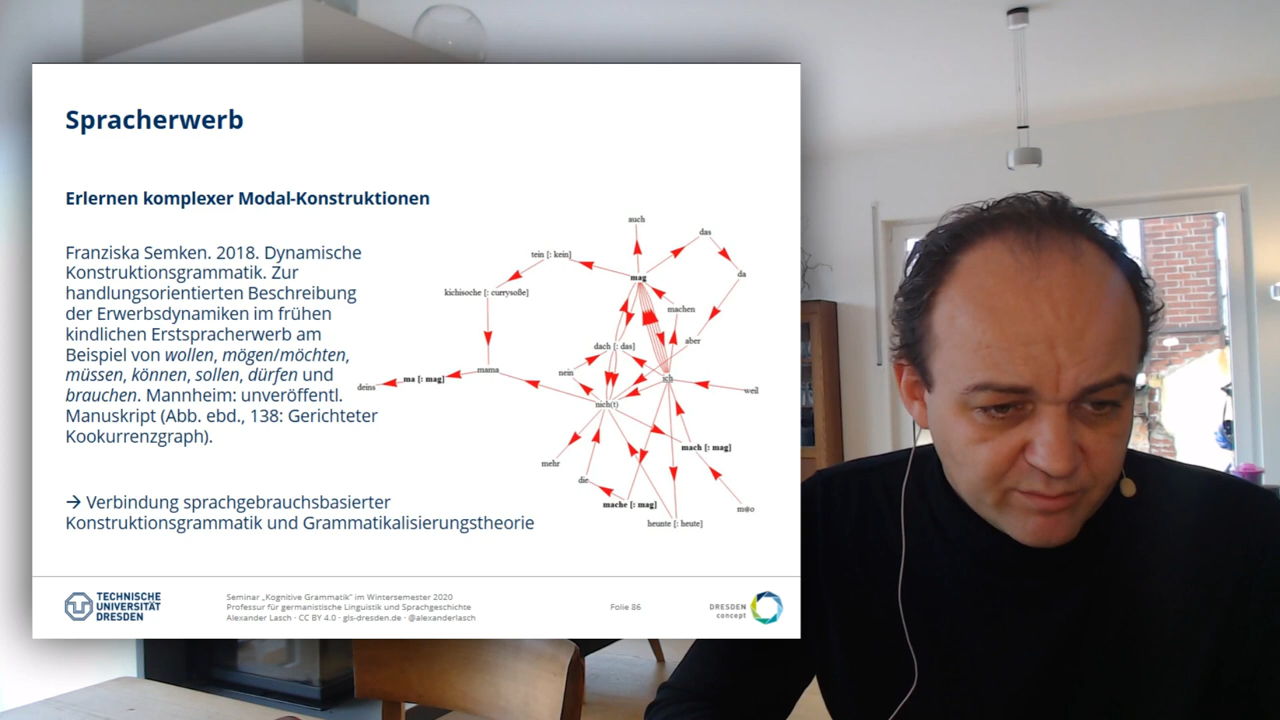 Spracherwerb
Erlernen komplexer Modal-Konstruktionen
Franziska Semken. 2018. Dynamische
Konstruktionsgrammatik. Zur
handlungsorientierten Beschreibung
der Erwerbsdynamiken im frühen
kindlichen Erstspracherwerb am
Beispiel von wollen, mögen/möchten,
müssen, können, sollen, dürfen und
brauchen. Mannheim: unveröffentl.
Manuskript (Abb. ebd., 138: Gerichteter
Kookurrenzgraph).
→ Verbindung sprachgebrauchsbasierter
Konstruktionsgrammatik und Grammatikalisierungstheorie
auch
das
tein [: kein]
da
mag
kichisoche [: currysoße]
machen
aber
dach [: das]
mama
nein
ich
ma [: mag]
deins
weil
nich(t)
mach [: mag]
mehr
die
mache [: mag]
m@o
heunte [: heute]
TECHNISCHE
UNIVERSITÄT
DRESDEN
Seminar „Kognitive Grammatik" im Wintersemester 2020
Professur für germanistische Linguistik und Sprachgeschichte
Alexander Lasch · CC BY 4.0 · gls-dresden.de · @alexanderlasch
Folie 86
DRESDEN
concept